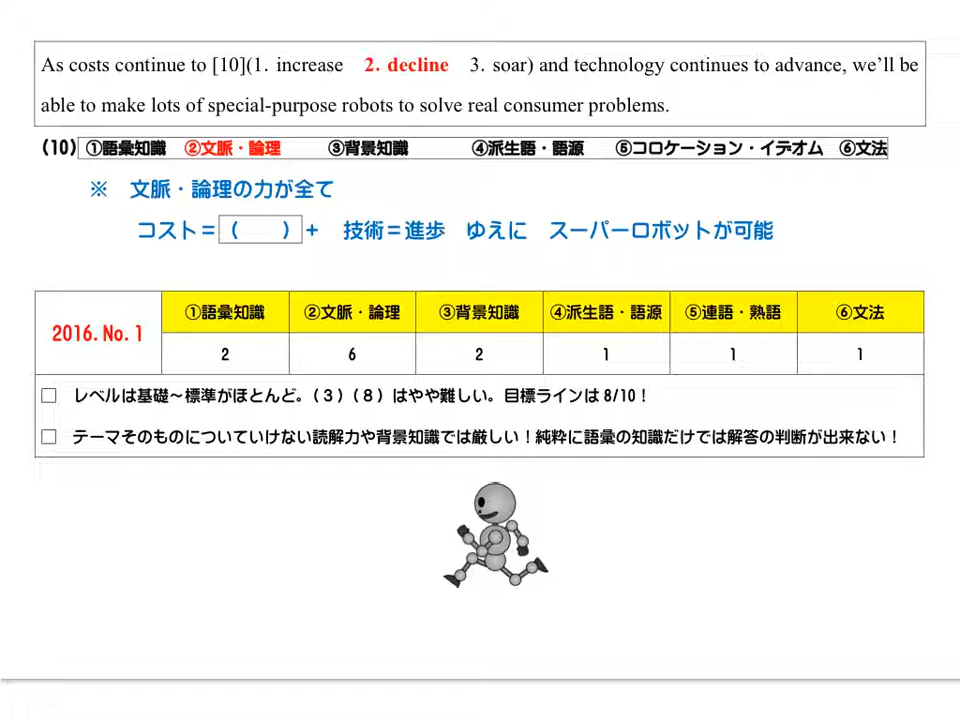 As costs continue to [10](1. increase 2. decline 3. soar) and technology continues to advance, we'll be
able to make lots of special-purpose robots to solve real consumer problems.
(10) ①語彙知識 ②文脈・論理 ③背景知識 ④派生語・語源 ⑤コロケーション・イデオム ⑥文法
※ 文脈・論理の力が全て
コスト＝( )＋ 技術＝進歩 ゆえに スーパーロボットが可能
2016. No. 1 ①語彙知識 ②文脈・論理 ③背景知識 ④派生語・語源 ⑤連語・熟語 ⑥文法
2 6 2 1 1 1
□ レベルは基礎～標準がほとんど。(３)(８)はやや難しい。目標ラインは 8/10！
□ テーマそのものについていけない読解力や背景知識では厳しい！純粋に語彙の知識だけでは解答の判断が出来ない！